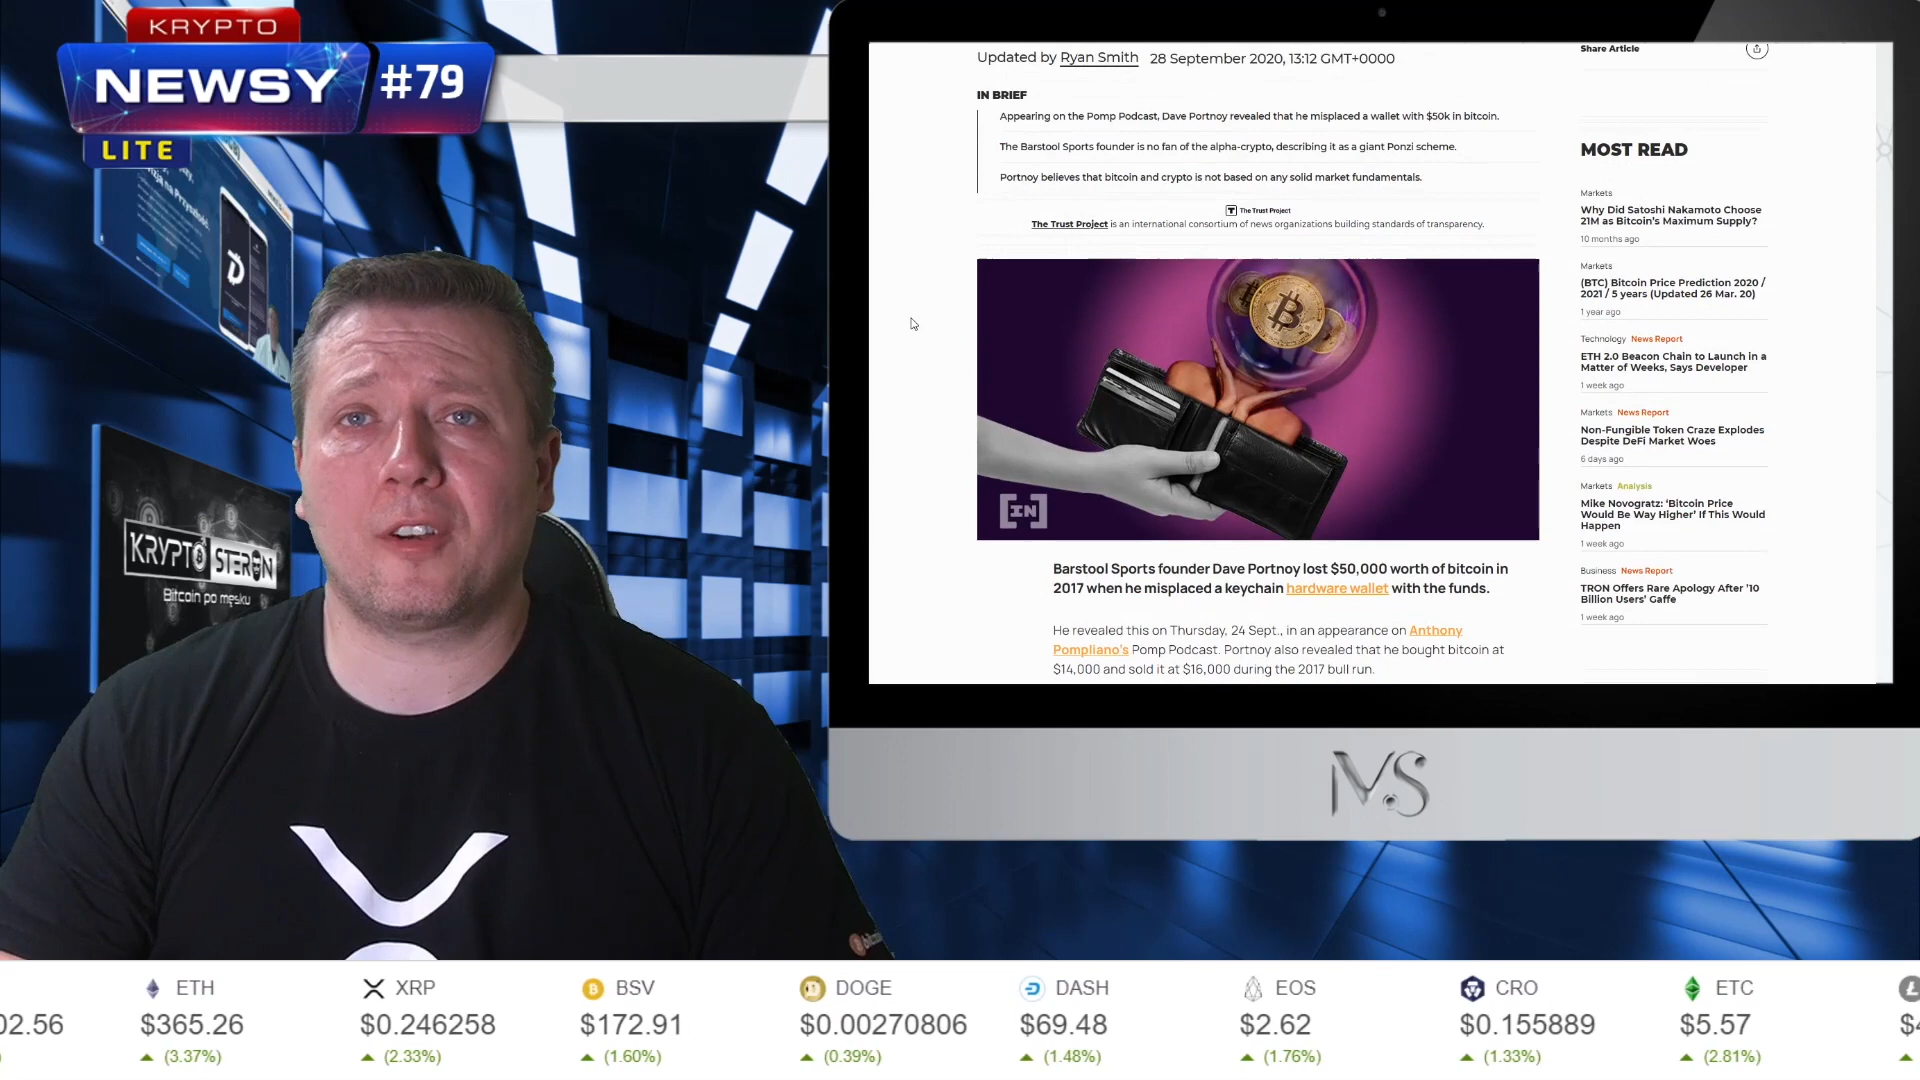 KRYPTO
NEWSY
#79
LITE
KRYPTOSTERON
Bitcoin po męsku
Updated by Ryan Smith 28 September 2020, 13:12 GMT+0000
IN BRIEF
Appearing on the Pomp Podcast, Dave Portnoy revealed that he misplaced a wallet with $50k in bitcoin.
The Barstool Sports founder is no fan of the alpha-crypto, describing it as a giant Ponzi scheme.
Portnoy believes that bitcoin and crypto is not based on any solid market fundamentals.
The Trust Project
The Trust Project is an international consortium of news organizations building standards of transparency.
[IN]
Barstool Sports founder Dave Portnoy lost $50,000 worth of bitcoin in
2017 when he misplaced a keychain hardware wallet with the funds.
He revealed this on Thursday, 24 Sept., in an appearance on Anthony
Pompliano's Pomp Podcast. Portnoy also revealed that he bought bitcoin at
$14,000 and sold it at $16,000 during the 2017 bull run.
Share Article
MOST READ
Markets
Why Did Satoshi Nakamoto Choose
21M as Bitcoin's Maximum Supply?
10 months ago
Markets
(BTC) Bitcoin Price Prediction 2020 /
2021 / 5 years (Updated 26 Mar. 20)
1 year ago
Technology News Report
ETH 2.0 Beacon Chain to Launch in a
Matter of Weeks, Says Developer
1 week ago
Markets News Report
Non-Fungible Token Craze Explodes
Despite DeFi Market Woes
6 days ago
Markets Analysis
Mike Novogratz: 'Bitcoin Price
Would Be Way Higher' If This Would
Happen
1 week ago
Business News Report
TRON Offers Rare Apology After '10
Billion Users' Gaffe
1 week ago
MS
02.56
ETH
$365.26
(3.37%)
XRP
$0.246258
(2.33%)
BSV
$172.91
(1.60%)
DOGE
$0.00270806
(0.39%)
DASH
$69.48
(1.48%)
EOS
$2.62
(1.76%)
CRO
$0.155889
(1.33%)
ETC
$5.57
(2.81%)